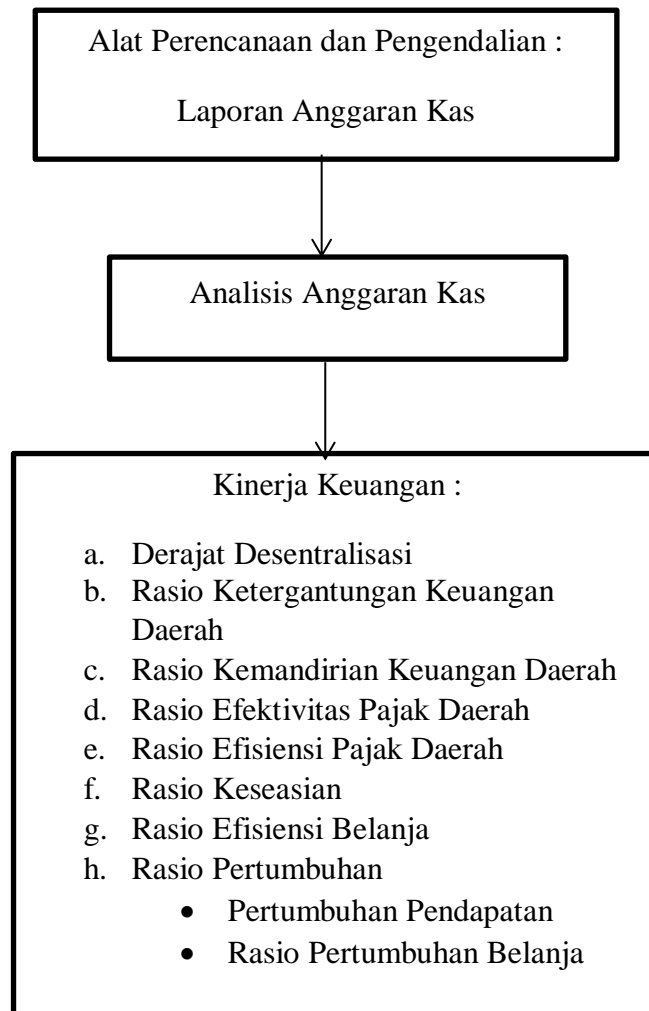 Alat Perencanaan dan Pengendalian :
Laporan Anggaran Kas
Analisis Anggaran Kas
Kinerja Keuangan :
a. Derajat Desentralisasi
b. Rasio Ketergantungan Keuangan
Daerah
c. Rasio Kemandirian Keuangan Daerah
d. Rasio Efektivitas Pajak Daerah
e. Rasio Efisiensi Pajak Daerah
f. Rasio Keseasian
g. Rasio Efisiensi Belanja
h. Rasio Pertumbuhan
• Pertumbuhan Pendapatan
• Rasio Pertumbuhan Belanja